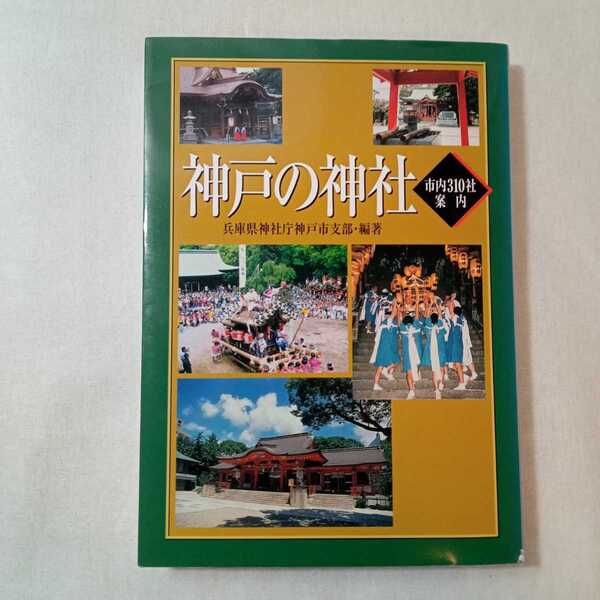 神戸の神社
市内310社
案内
兵庫県神社庁神戸市支部・編著